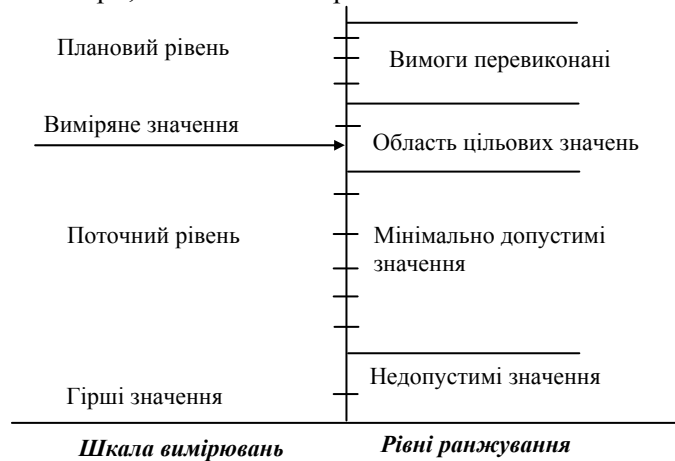 Плановий рівень
Вимоги перевиконані
Виміряне значення
Область цільових значень
Поточний рівень
Мінімально допустимі
значення
Недопустимі значення
Гірші значення
Шкала вимірювань
Рівні ранжування